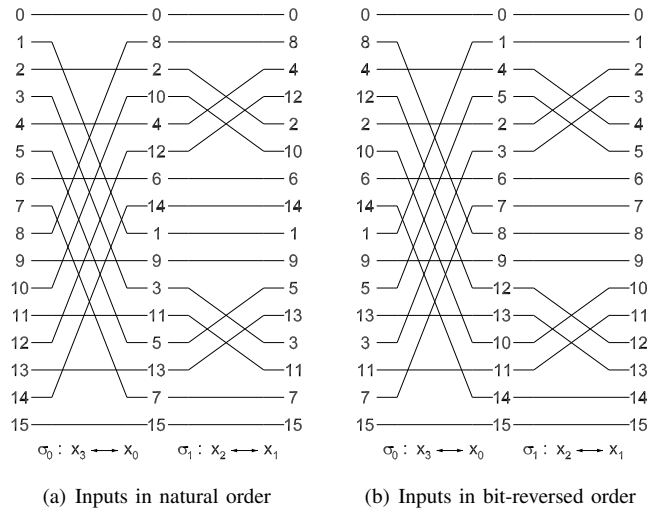 0 0 0 0 0 0
1 8 8 8 1 1
2 2 4 4 4 2
3 10 12 12 5 3
4 4 2 2 2 4
5 12 10 10 3 5
6 6 6 6 6 6
7 14 14 14 7 7
8 1 1 1 8 8
9 9 9 9 9 9
10 3 5 5 12 10
11 11 13 13 13 11
12 5 3 3 10 12
13 13 11 11 11 13
14 7 7 7 14 14
15 15 15 15 15 15
σ₀ : x₃ ⟷ x₀ σ₁ : x₂ ⟷ x₁ σ₀ : x₃ ⟷ x₀ σ₁ : x₂ ⟷ x₁
(a) Inputs in natural order (b) Inputs in bit-reversed order